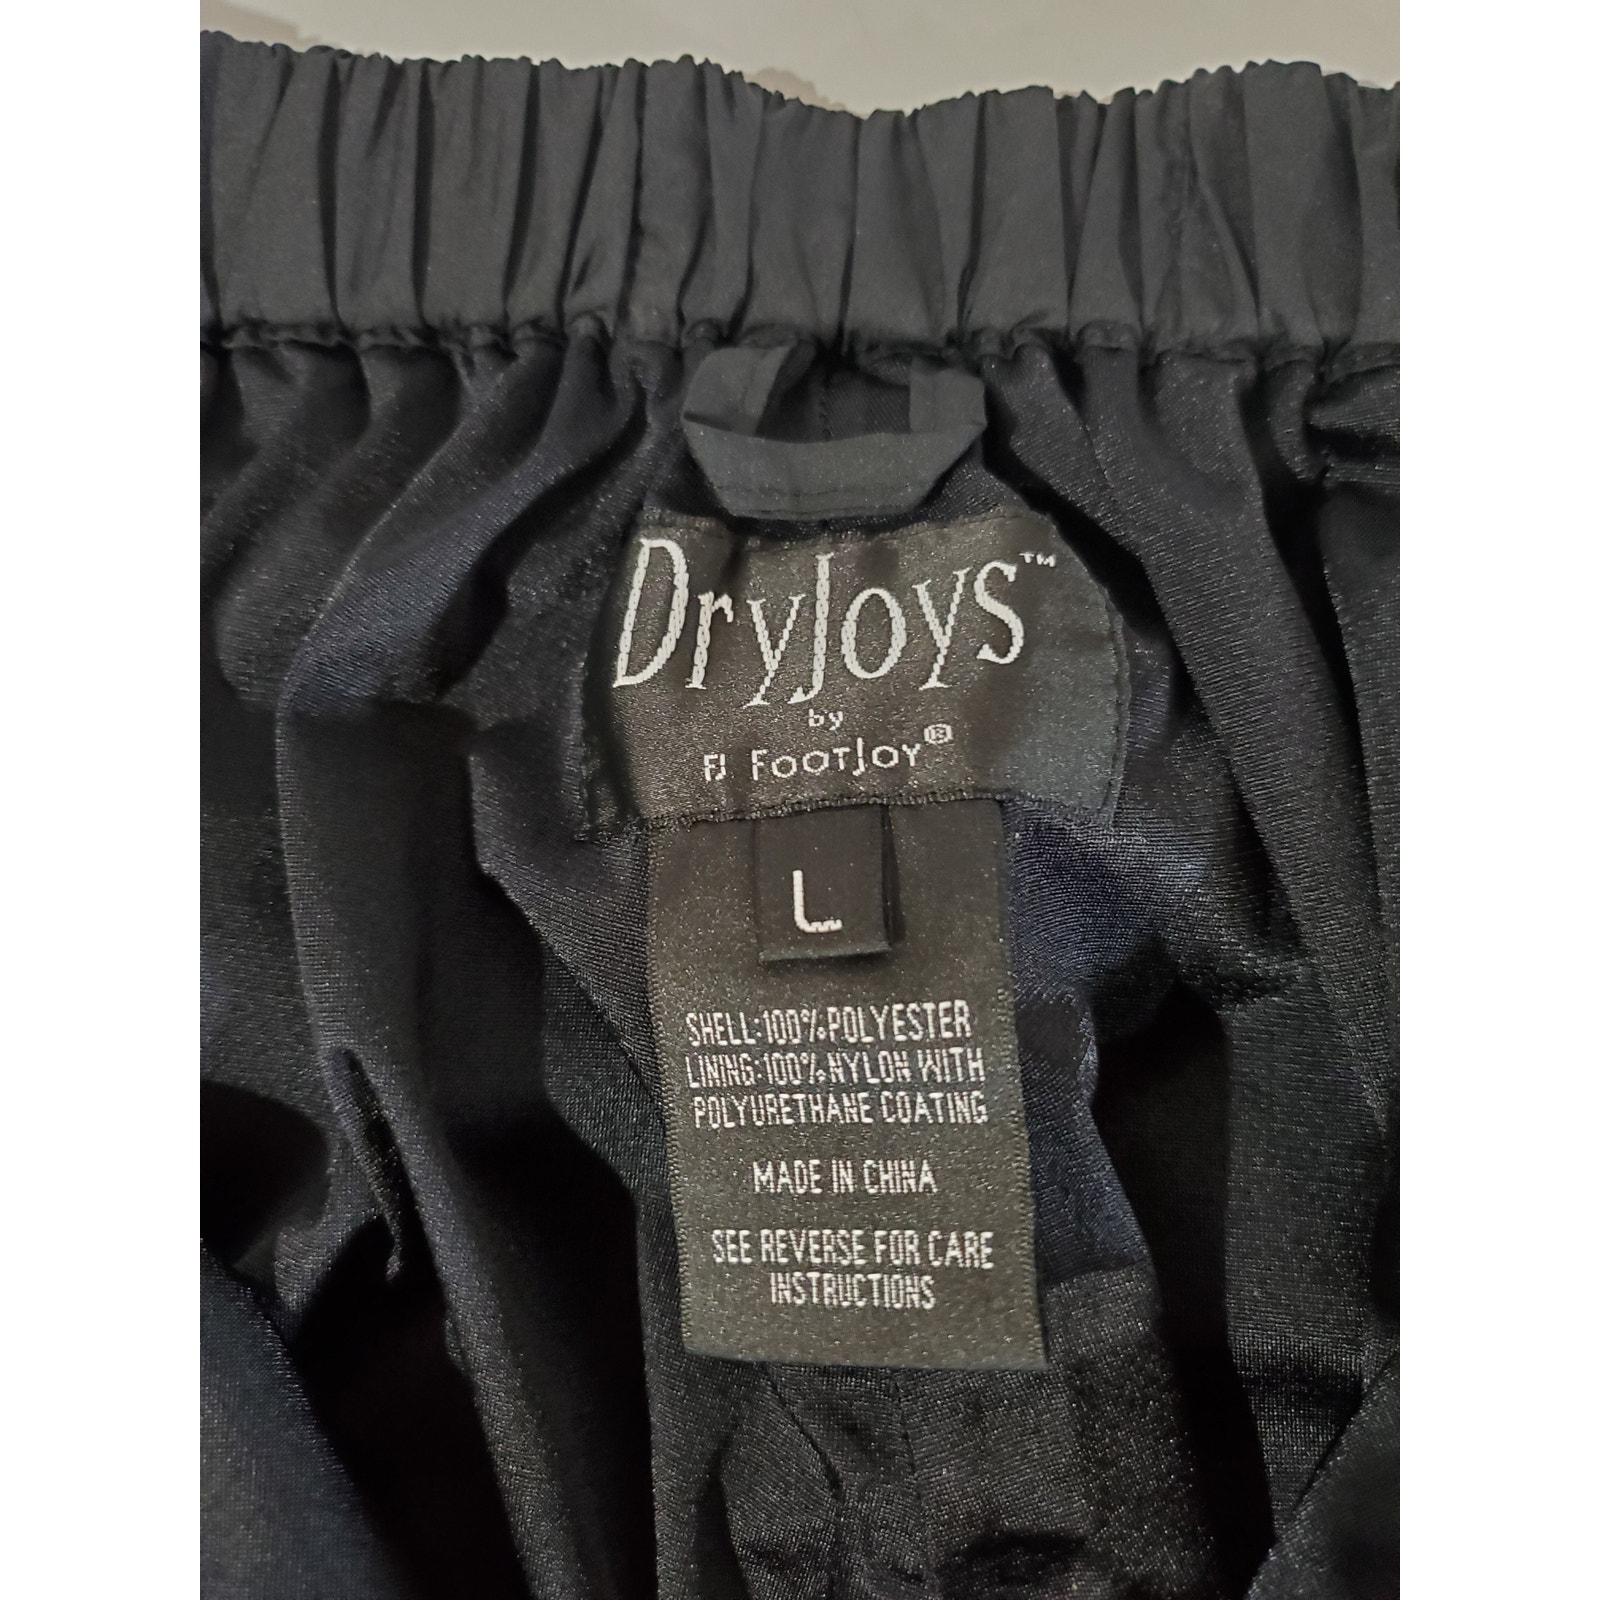 DryJoys™
by
FJ FootJoy®
L
SHELL:100%POLYESTER
LINING:100%NYLON WITH
POLYURETHANE COATING
MADE IN CHINA
SEE REVERSE FOR CARE
INSTRUCTIONS